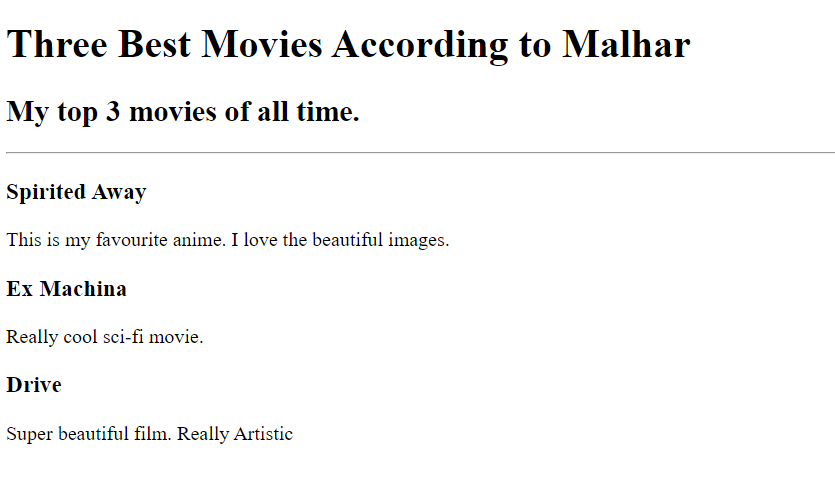 Three Best Movies According to Malhar
My top 3 movies of all time.
Spirited Away
This is my favourite anime. I love the beautiful images.
Ex Machina
Really cool sci-fi movie.
Drive
Super beautiful film. Really Artistic